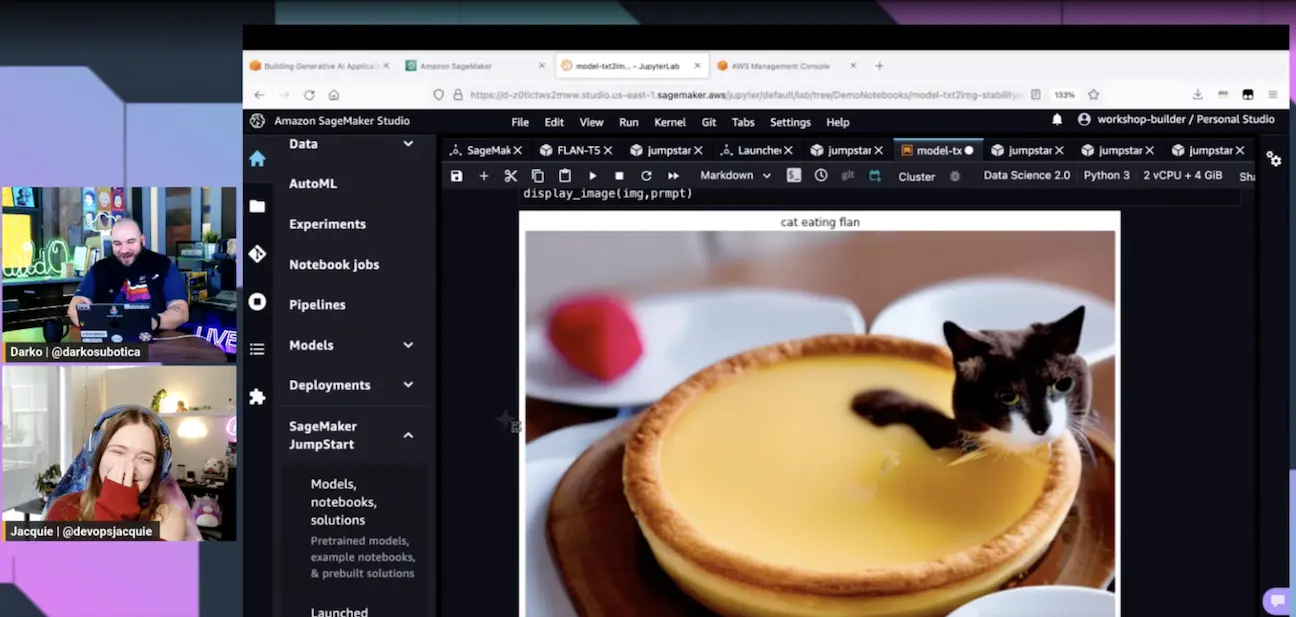 Building Generative AI Applicati
Amazon SageMaker
model-txt2im... - JupyterLab
AWS Management Console
https://d-z0tictws2mww.studio.us-east-1.sagemaker.aws/jupyter/default/lab/tree/DemoNotebooks/model-txt2img-stability
133%
Amazon SageMaker Studio
File Edit View Run Kernel Git Tabs Settings Help
workshop-builder / Personal Studio
SageMak FLAN-T5 jumpstar Launche jumpstar model-tx jumpstar jumpstar jumpstar
Markdown git Cluster Data Science 2.0 Python 3 2 vCPU + 4 GiB Sha
display_image(img,prmpt)
cat eating flan
Data
AutoML
Experiments
Notebook jobs
Pipelines
Models
Deployments
SageMaker
JumpStart
Models,
notebooks,
solutions
Pretrained models,
example notebooks,
& prebuilt solutions
Launched
LIVE
Darko | @darkosubotica
Jacquie | @devopsjacquie